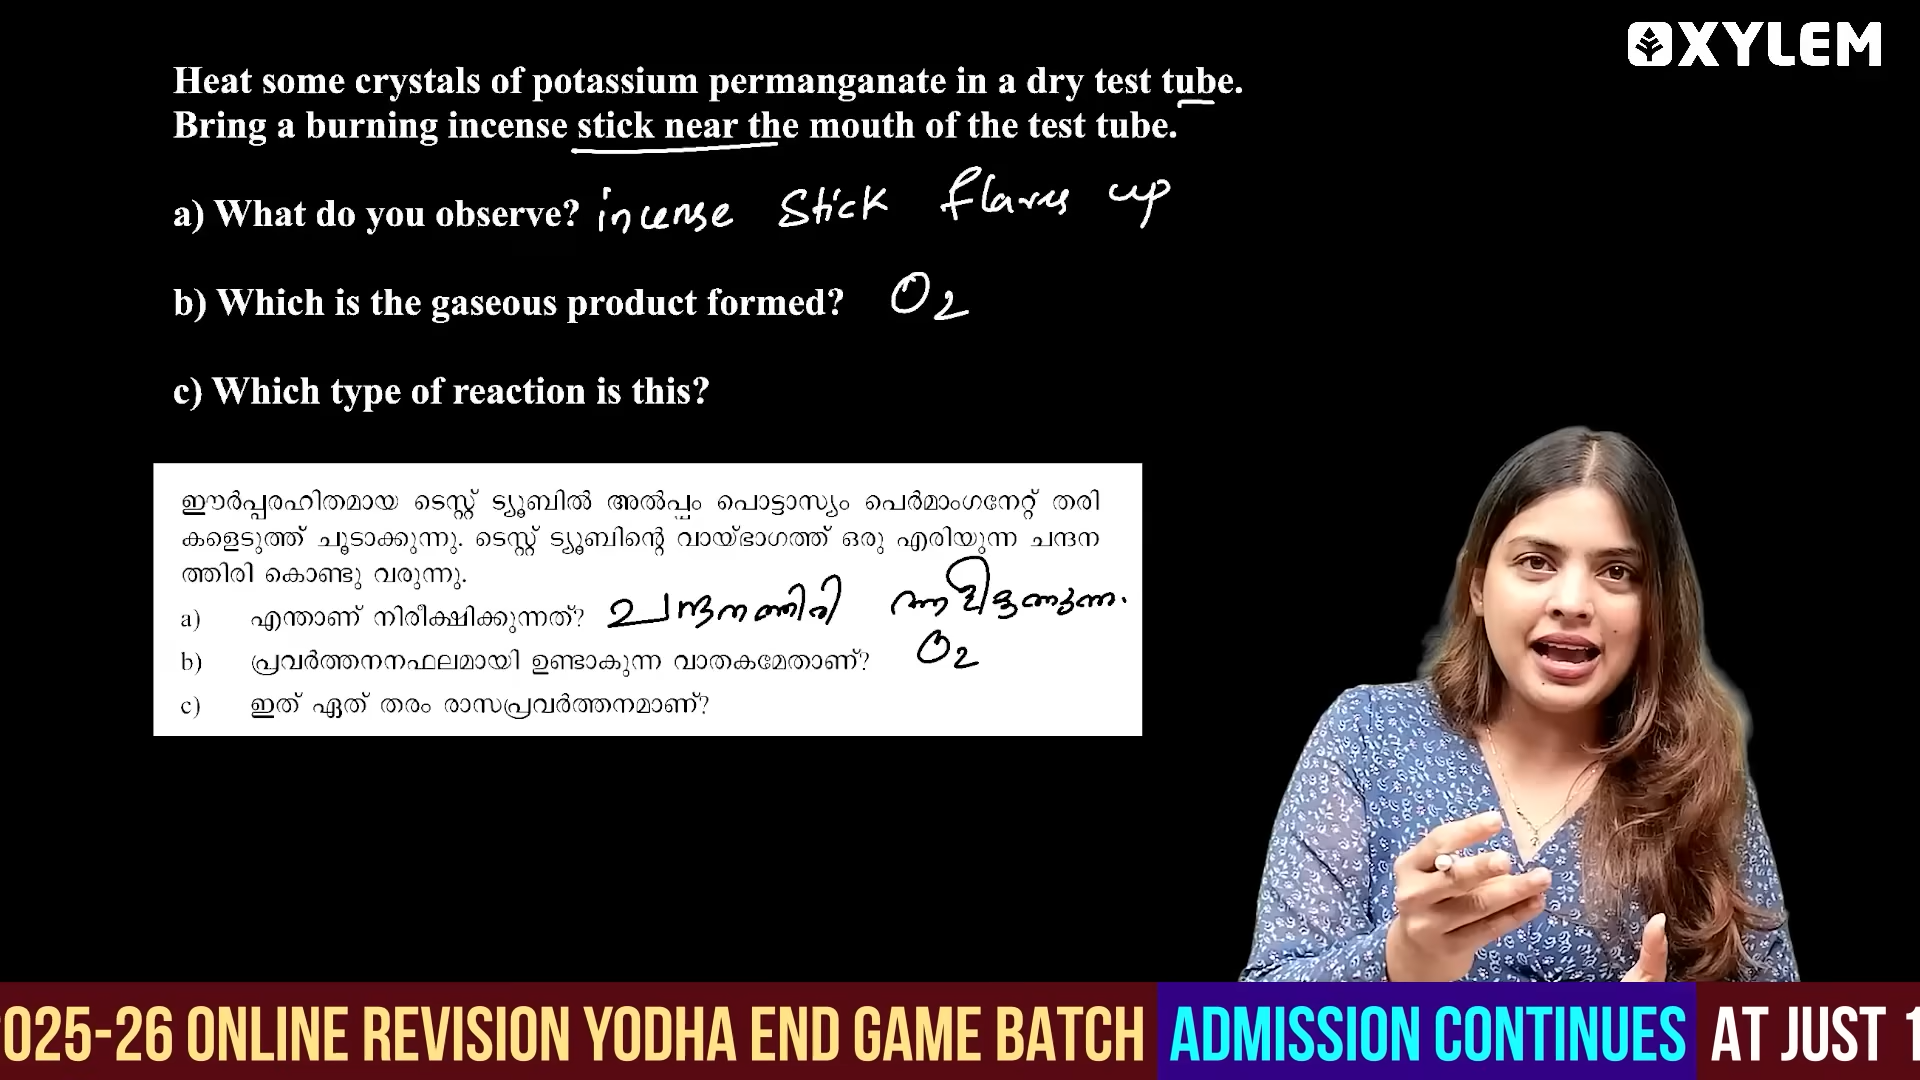 XYLEM
Heat some crystals of potassium permanganate in a dry test tube.
Bring a burning incense stick near the mouth of the test tube.
a) What do you observe? incense stick flares up
b) Which is the gaseous product formed? O2
c) Which type of reaction is this?
ഈർപ്പരഹിതമായ ടെസ്റ്റ് ട്യൂബിൽ അൽപ്പം പൊട്ടാസ്യം പെർമാംഗനേറ്റ് തരി
കളെടുത്ത് ചൂടാക്കുന്നു. ടെസ്റ്റ് ട്യൂബിന്റെ വായ്ഭാഗത്ത് ഒരു എരിയുന്ന ചന്ദന
ത്തിരി കൊണ്ടു വരുന്നു.
a) എന്താണ് നിരീക്ഷിക്കുന്നത്? ചന്ദനത്തിരി
b) പ്രവർത്തനനഫലമായി ഉണ്ടാകുന്ന വാതകമേതാണ്? O2
c) ഇത് ഏത് തരം രാസപ്രവർത്തനമാണ്?
2025-26 ONLINE REVISION YODHA END GAME BATCH ADMISSION CONTINUES AT JUST 1